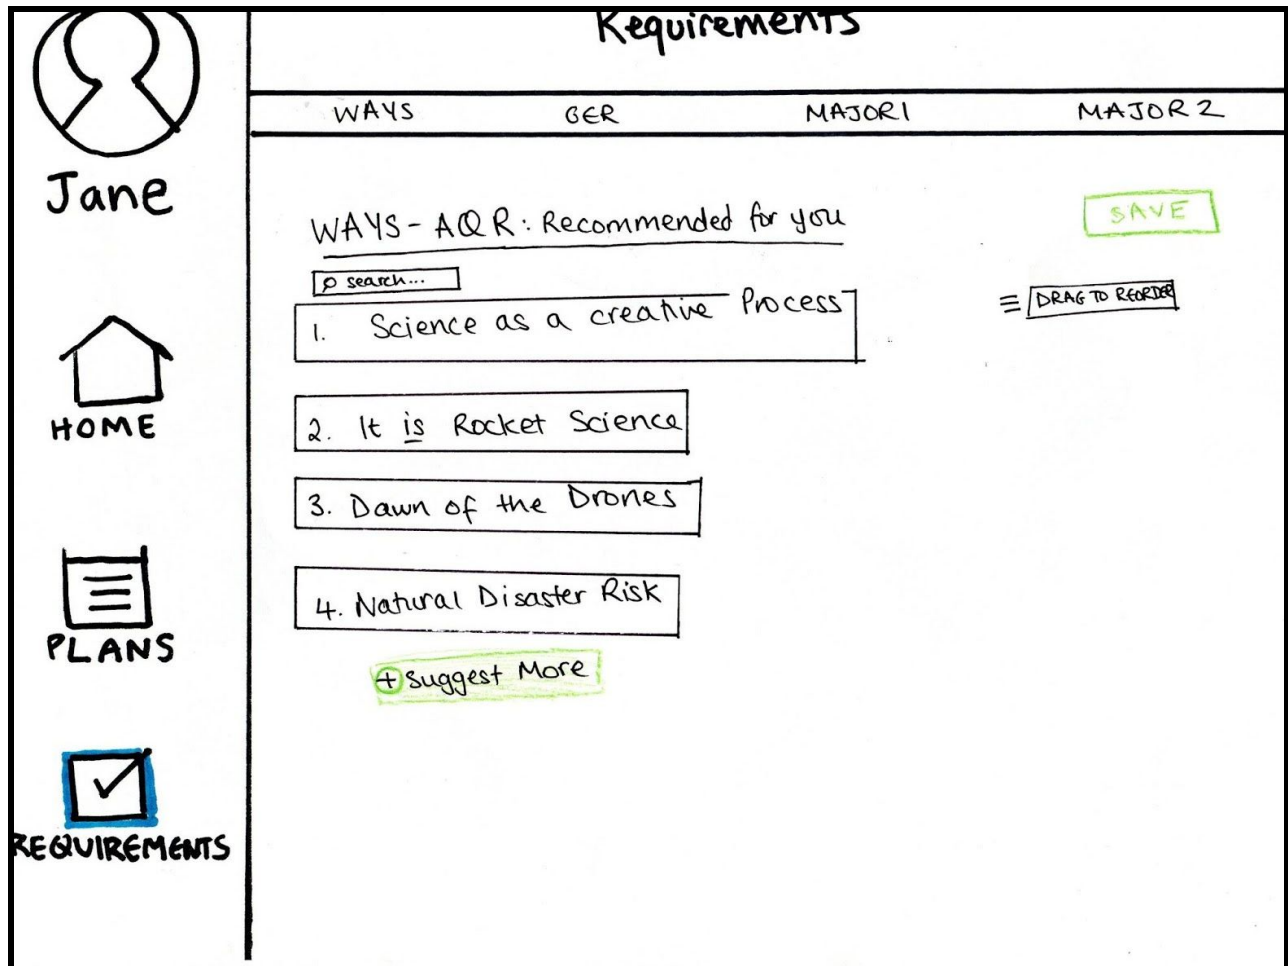 Requirements
WAYS GER MAJOR1 MAJOR 2
Jane
WAYS - AQR: Recommended for you
SAVE
search...
1. Science as a creative Process
DRAG TO REORDER
2. It is Rocket Science
HOME
3. Dawn of the Drones
4. Natural Disaster Risk
PLANS
+ Suggest More
REQUIREMENTS